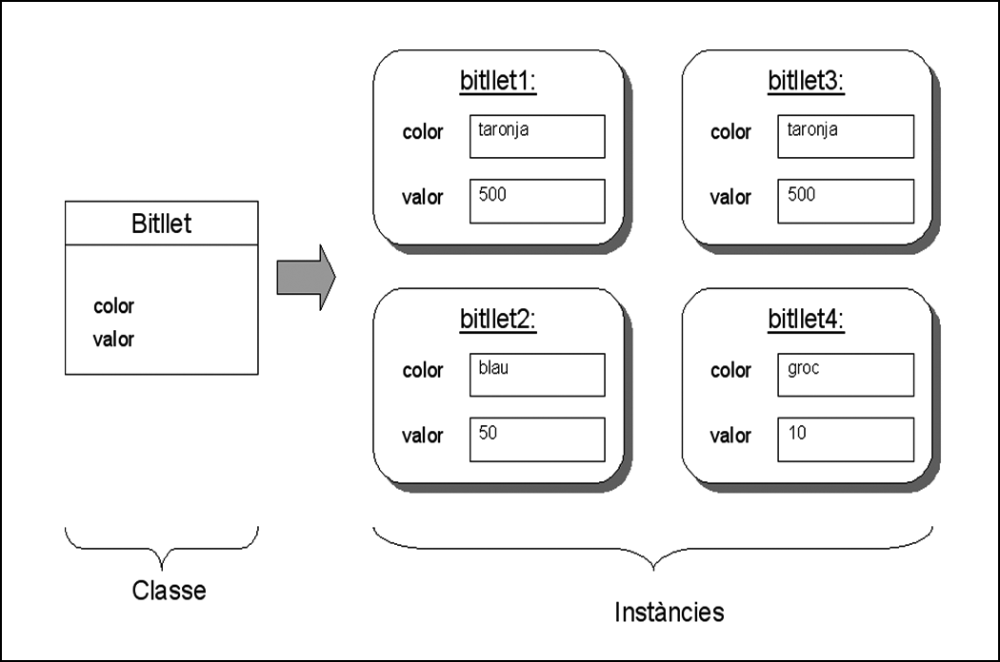 Bitllet
color
valor
Classe
bitllet1:
color taronja
valor 500
bitllet3:
color taronja
valor 500
bitllet2:
color blau
valor 50
bitllet4:
color groc
valor 10
Instàncies